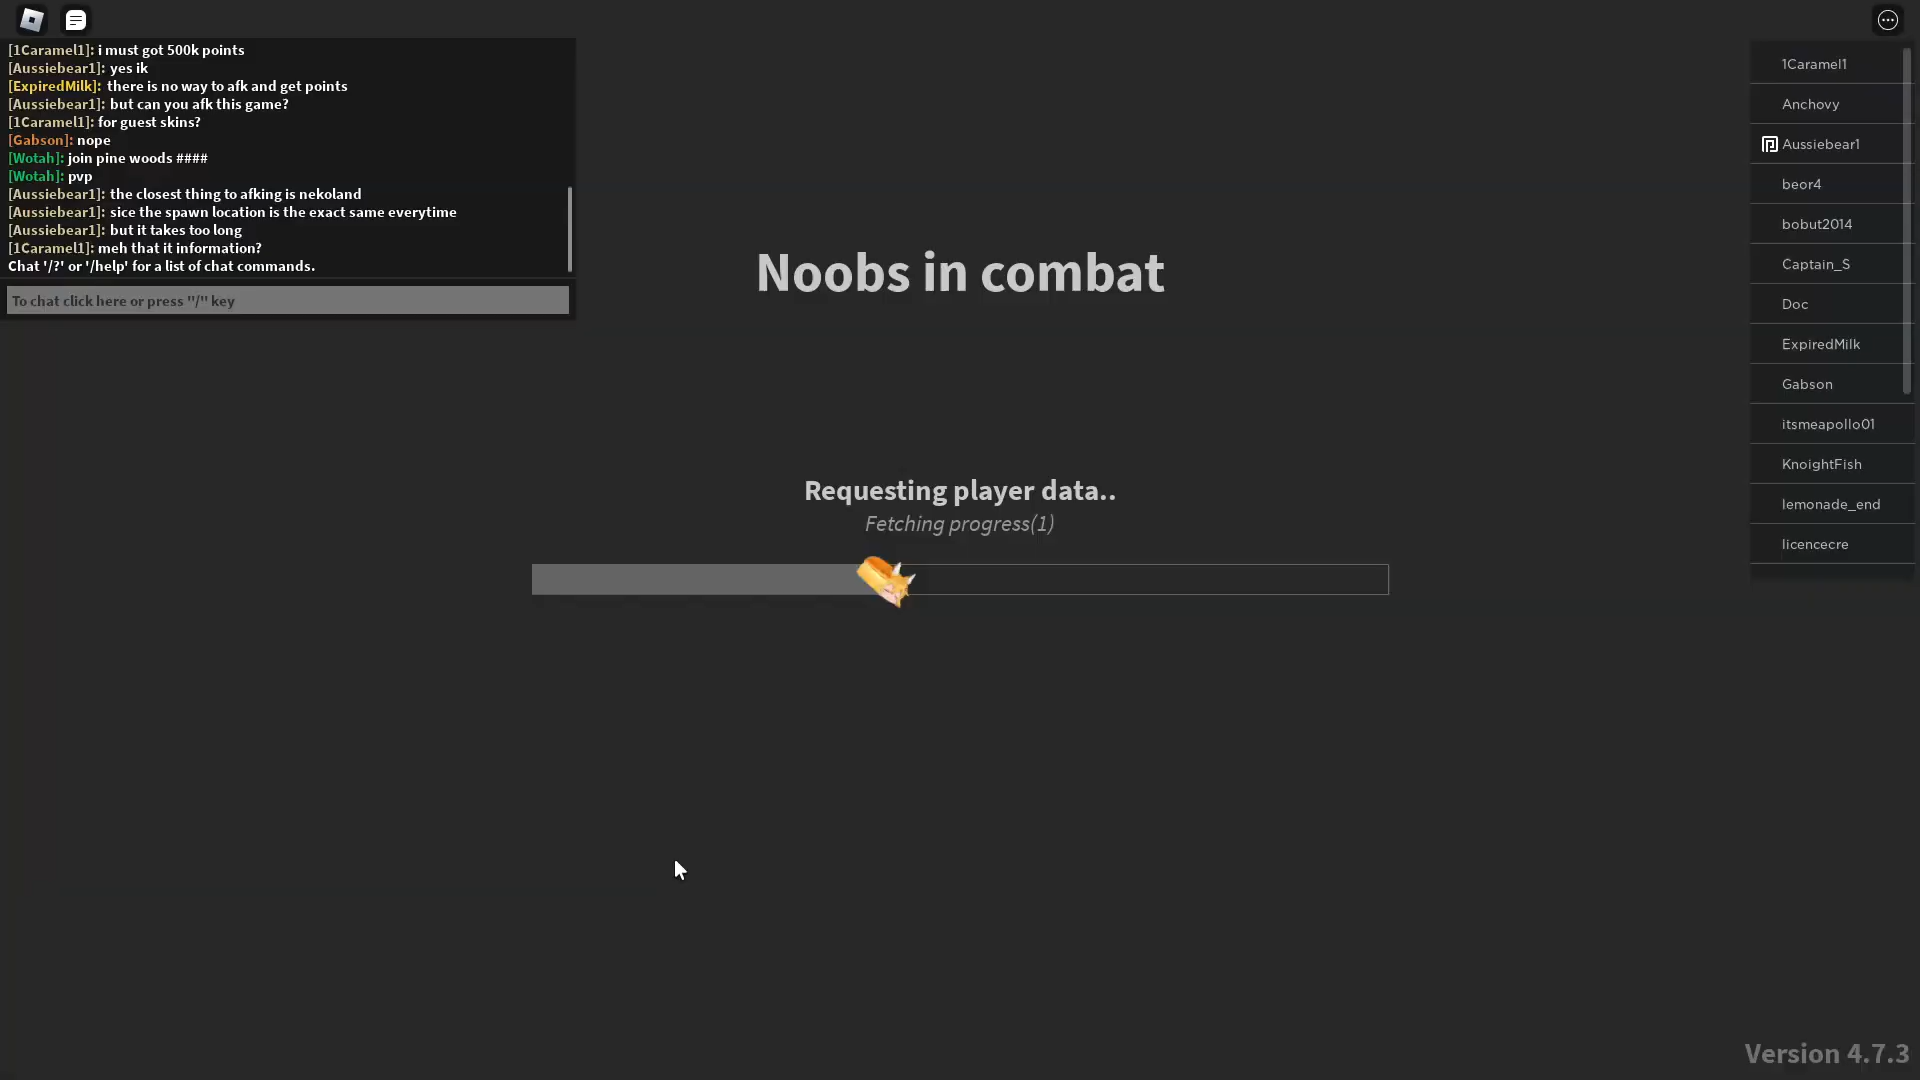 [1Caramel1]: i must got 500k points
[Aussiebear1]: yes ik
[ExpiredMilk]: there is no way to afk and get points
[Aussiebear1]: but can you afk this game?
[1Caramel1]: for guest skins?
[Gabson]: nope
[Wotah]: join pine woods ####
[Wotah]: pvp
[Aussiebear1]: the closest thing to afking is nekoland
[Aussiebear1]: sice the spawn location is the exact same everytime
[Aussiebear1]: but it takes too long
[1Caramel1]: meh that it information?
Chat '/?' or '/help' for a list of chat commands.
To chat click here or press "/" key
Noobs in combat
Requesting player data..
Fetching progress(1)
1Caramel1
Anchovy
Aussiebear1
beor4
bobut2014
Captain_S
Doc
ExpiredMilk
Gabson
itsmeapollo01
KnoightFish
lemonade_end
licencecre
Version 4.7.3